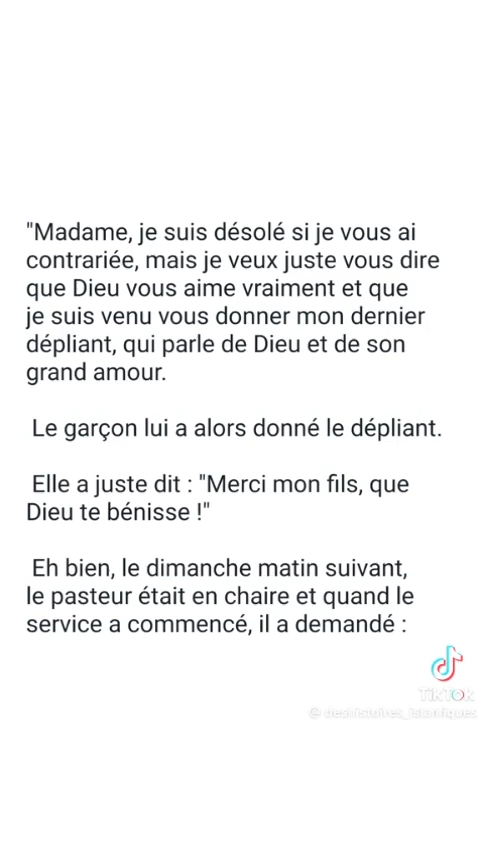 "Madame, je suis désolé si je vous ai
contrariée, mais je veux juste vous dire
que Dieu vous aime vraiment et que
je suis venu vous donner mon dernier
dépliant, qui parle de Dieu et de son
grand amour.
Le garçon lui a alors donné le dépliant.
Elle a juste dit : "Merci mon fils, que
Dieu te bénisse !"
Eh bien, le dimanche matin suivant,
le pasteur était en chaire et quand le
service a commencé, il a demandé :
TikTok